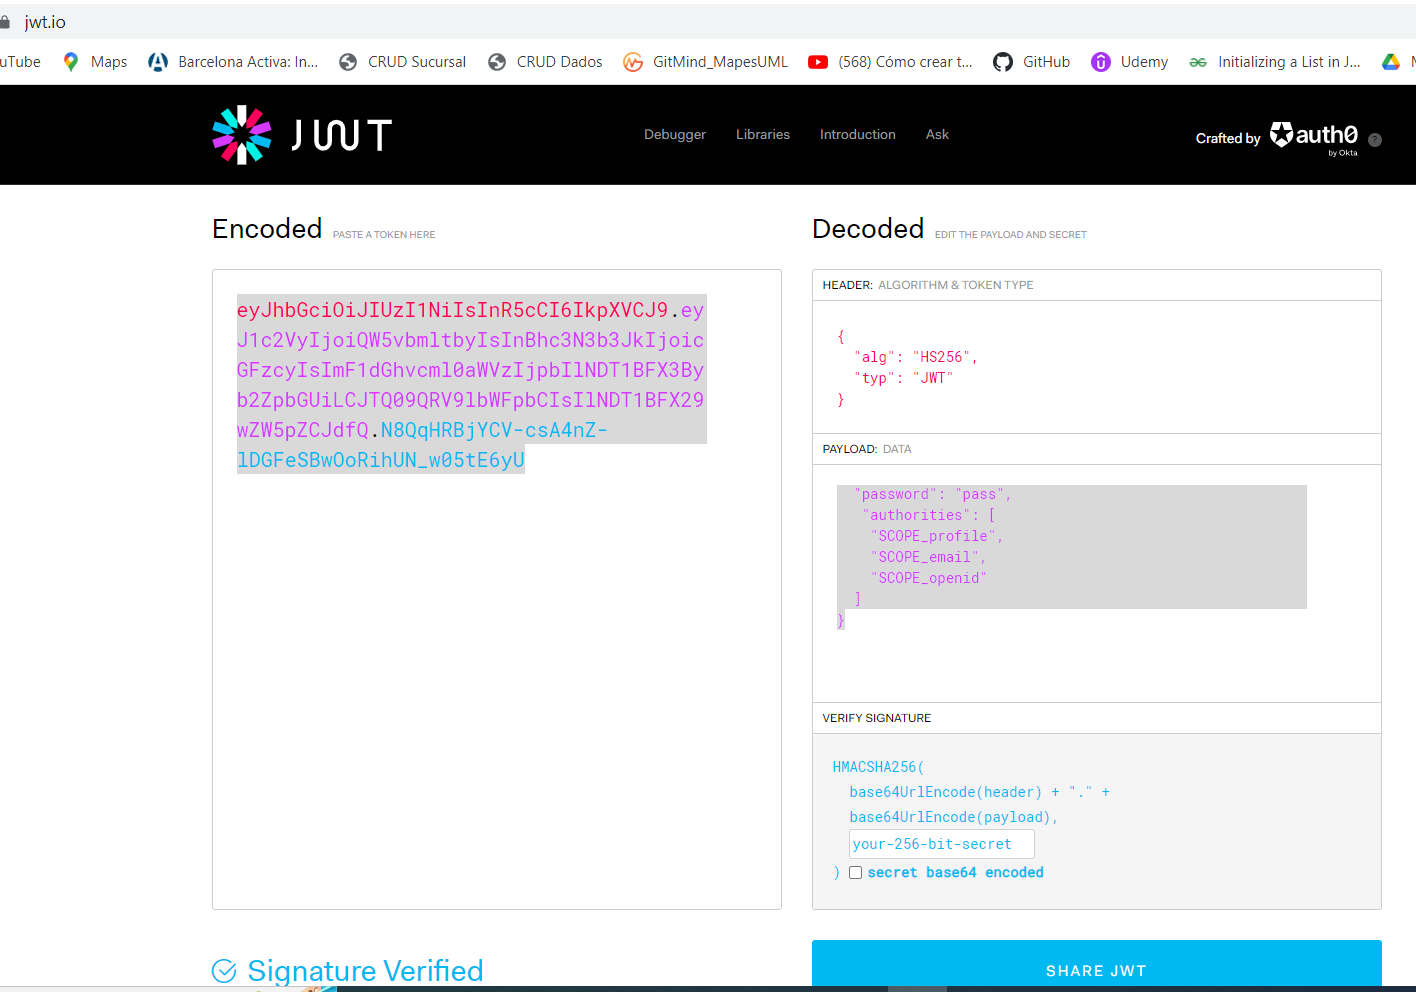 jwt.io
uTube Maps Barcelona Activa: In... CRUD Sucursal CRUD Dados GitMind_MapesUML (568) Cómo crear t... GitHub Udemy Initializing a List in J...
JWT Debugger Libraries Introduction Ask Crafted by auth0 ?
by Okta
Encoded PASTE A TOKEN HERE
eyJhbGciOiJIUzI1NiIsInR5cCI6IkpXVCJ9.ey
J1c2VyIjoiQW5vbmltbyIsInBhc3N3b3JkIjoic
GFzcyIsImF1dGhvcml0aWVzIjpbIlNDT1BFX3By
b2ZpbGUiLCJTQ09QRV9lbWFpbCIsIlNDT1BFX29
wZW5pZCJdfQ.N8QqHRBjYCV-csA4nZ-
lDGFeSBwOoRihUN_w05tE6yU
Decoded EDIT THE PAYLOAD AND SECRET
HEADER: ALGORITHM & TOKEN TYPE
{
"alg": "HS256",
"typ": "JWT"
}
PAYLOAD: DATA
"password": "pass",
"authorities": [
"SCOPE_profile",
"SCOPE_email",
"SCOPE_openid"
]
}
VERIFY SIGNATURE
HMACSHA256(
base64UrlEncode(header) + "." +
base64UrlEncode(payload),
your-256-bit-secret
) secret base64 encoded
Signature Verified
SHARE JWT